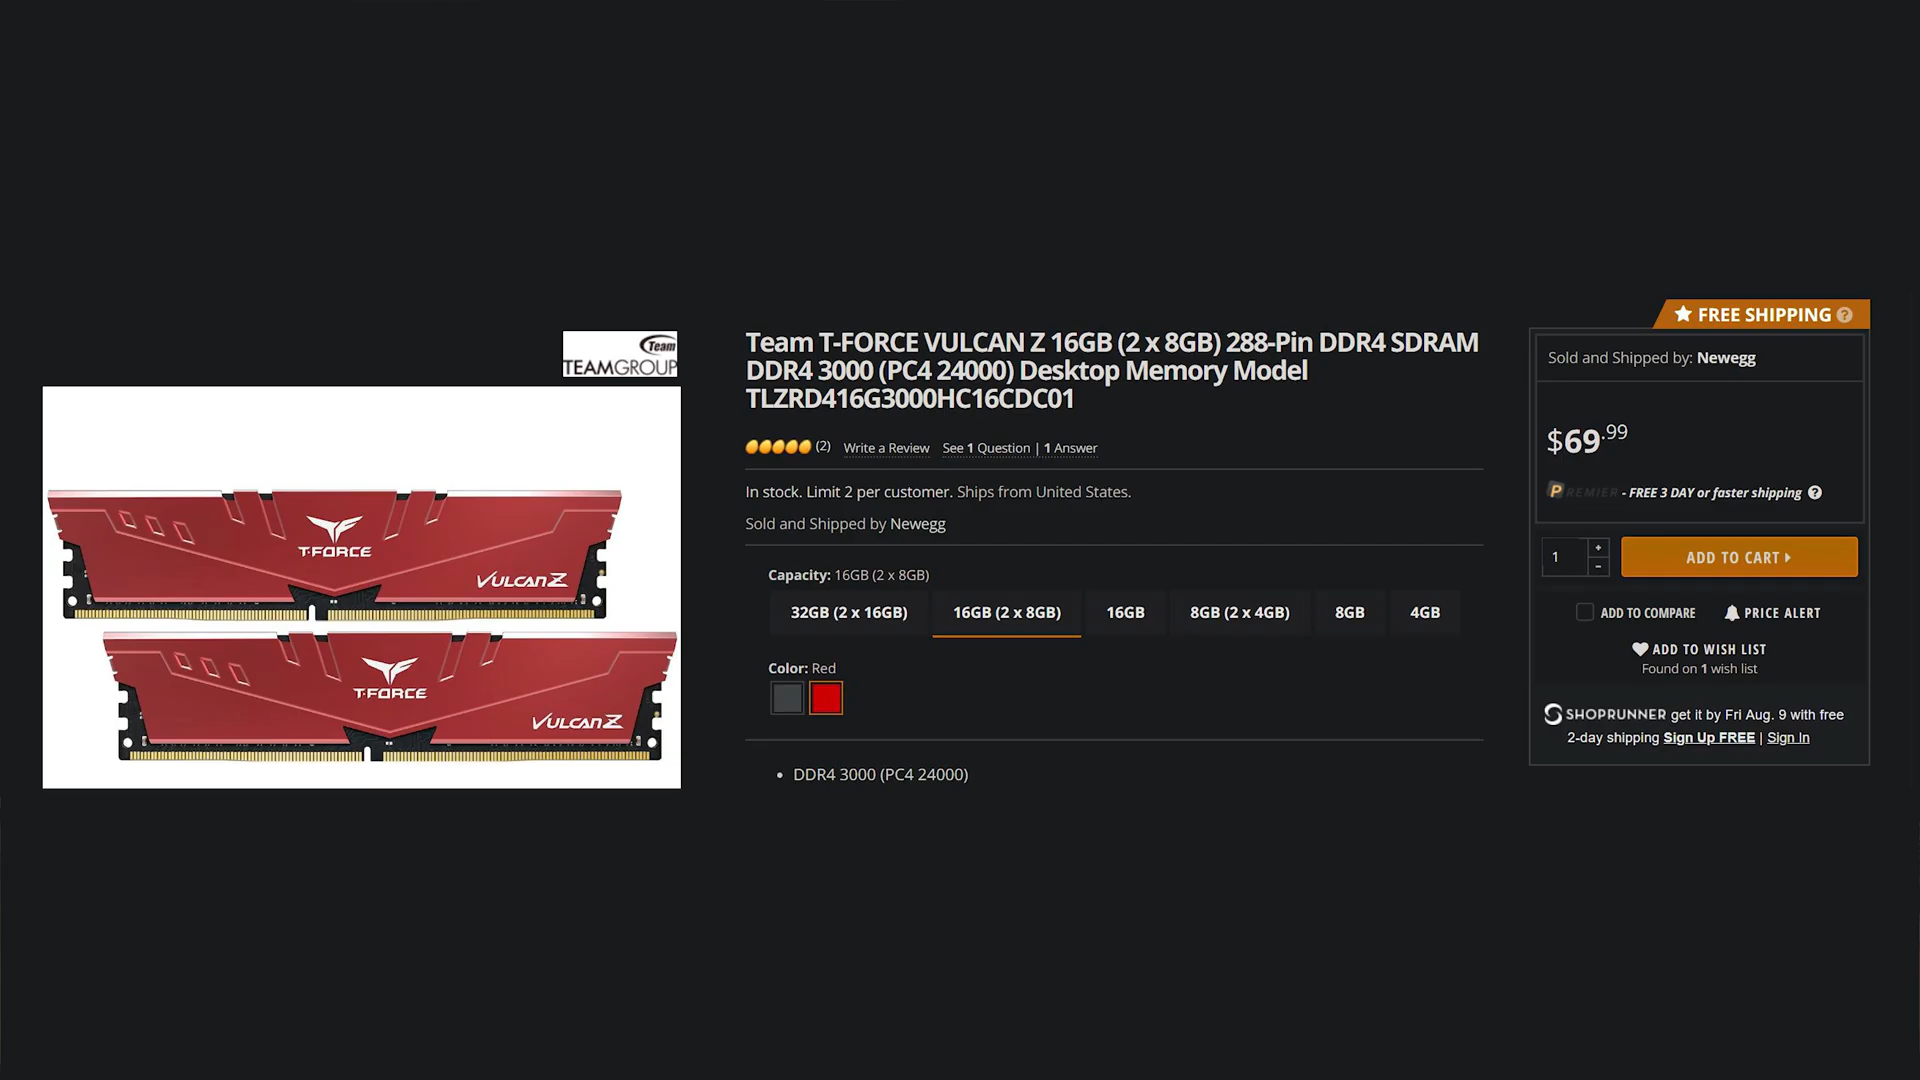 Team
TEAMGROUP
T-FORCE
VULCAN Z
T-FORCE
VULCAN Z
Team T-FORCE VULCAN Z 16GB (2 x 8GB) 288-Pin DDR4 SDRAM
DDR4 3000 (PC4 24000) Desktop Memory Model
TLZRD416G3000HC16CDC01
(2) Write a Review See 1 Question | 1 Answer
In stock. Limit 2 per customer. Ships from United States.
Sold and Shipped by Newegg
Capacity: 16GB (2 x 8GB)
32GB (2 x 16GB) 16GB (2 x 8GB) 16GB 8GB (2 x 4GB) 8GB 4GB
Color: Red
• DDR4 3000 (PC4 24000)
FREE SHIPPING ?
Sold and Shipped by: Newegg
$69.99
PREMIER - FREE 3 DAY or faster shipping ?
1 + -
ADD TO CART
ADD TO COMPARE PRICE ALERT
ADD TO WISH LIST
Found on 1 wish list
SHOPRUNNER get it by Fri Aug. 9 with free
2-day shipping Sign Up FREE | Sign In